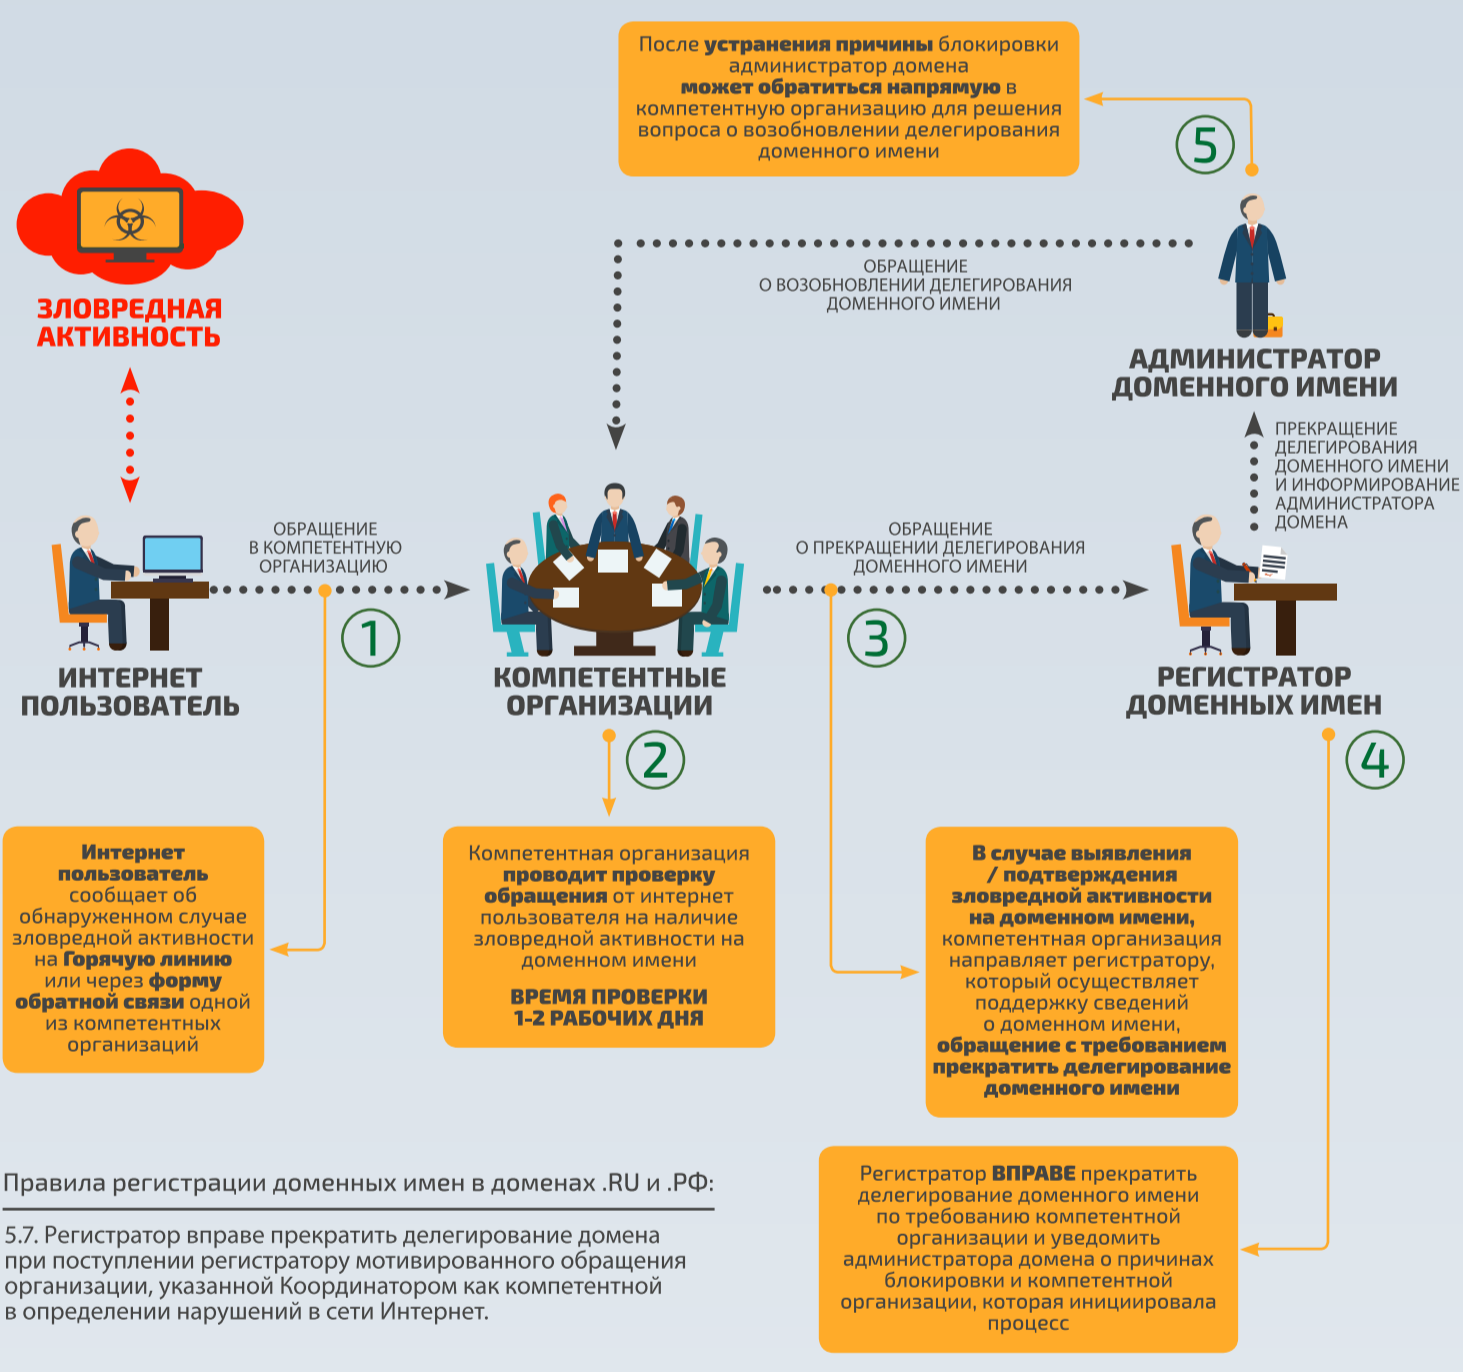 После устранения причины блокировки
администратор домена
может обратиться напрямую в
компетентную организацию для решения
вопроса о возобновлении делегирования
доменного имени
5
ЗЛОВРЕДНАЯ
АКТИВНОСТЬ
ОБРАЩЕНИЕ
О ВОЗОБНОВЛЕНИИ ДЕЛЕГИРОВАНИЯ
ДОМЕННОГО ИМЕНИ
АДМИНИСТРАТОР
ДОМЕННОГО ИМЕНИ
ПРЕКРАЩЕНИЕ
ДЕЛЕГИРОВАНИЯ
ДОМЕННОГО ИМЕНИ
И ИНФОРМИРОВАНИЕ
АДМИНИСТРАТОРА
ДОМЕНА
ОБРАЩЕНИЕ
В КОМПЕТЕНТНУЮ
ОРГАНИЗАЦИЮ
1
ОБРАЩЕНИЕ
О ПРЕКРАЩЕНИИ ДЕЛЕГИРОВАНИЯ
ДОМЕННОГО ИМЕНИ
3
ИНТЕРНЕТ
ПОЛЬЗОВАТЕЛЬ
КОМПЕТЕНТНЫЕ
ОРГАНИЗАЦИИ
2
РЕГИСТРАТОР
ДОМЕННЫХ ИМЕН
4
Интернет
пользователь
сообщает об
обнаруженном случае
зловредной активности
на Горячую линию
или через форму
обратной связи одной
из компетентных
организаций
Компетентная организация
проводит проверку
обращения от интернет
пользователя на наличие
зловредной активности на
доменном имени
ВРЕМЯ ПРОВЕРКИ
1-2 РАБОЧИХ ДНЯ
В случае выявления
/ подтверждения
зловредной активности
на доменном имени,
компетентная организация
направляет регистратору,
который осуществляет
поддержку сведений
о доменном имени,
обращение с требованием
прекратить делегирование
доменного имени
Регистратор ВПРАВЕ прекратить
делегирование доменного имени
по требованию компетентной
организации и уведомить
администратора домена о причинах
блокировки и компетентной
организации, которая инициировала
процесс
Правила регистрации доменных имен в доменах .RU и .РФ:
5.7. Регистратор вправе прекратить делегирование домена
при поступлении регистратору мотивированного обращения
организации, указанной Координатором как компетентной
в определении нарушений в сети Интернет.